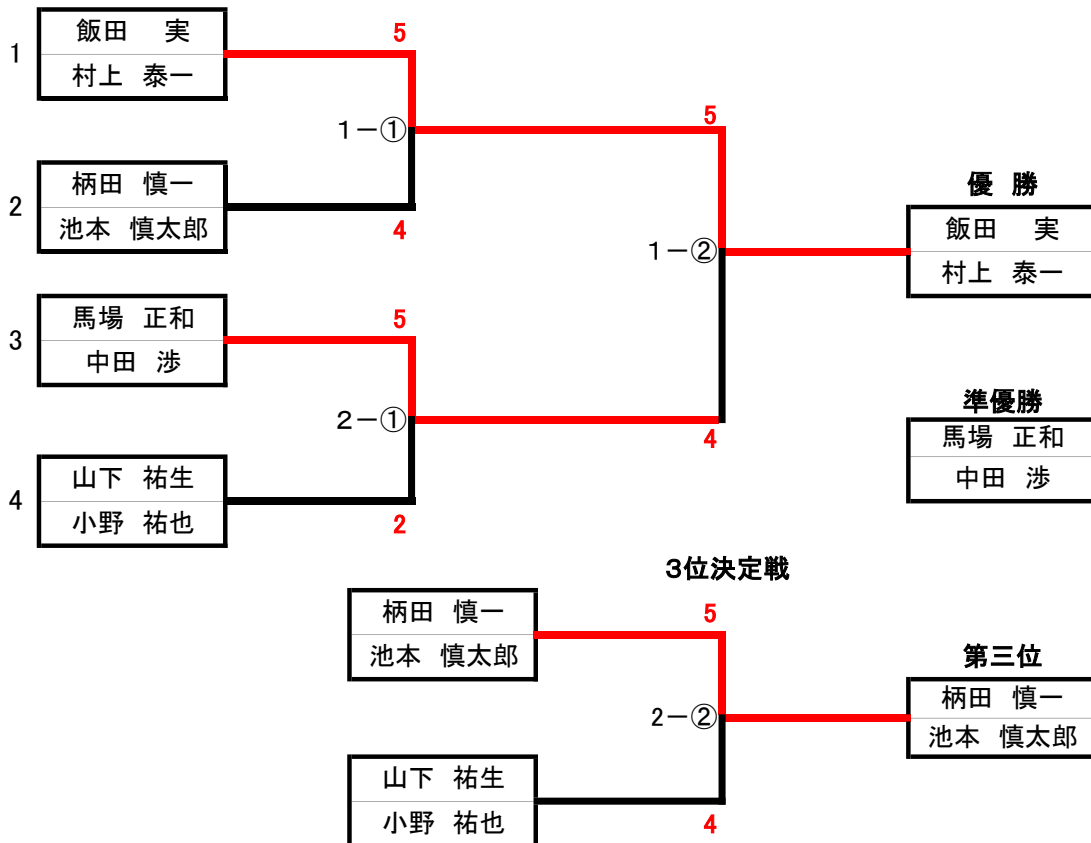 飯田 実
5
1
村上 泰一
1－①
5
柄田 慎一
優 勝
2
池本 慎太郎
4
飯田 実
1－②
村上 泰一
馬場 正和
5
3
中田 渉
準優勝
2－①
4
馬場 正和
山下 祐生
中田 渉
4
小野 祐也
2
3位決定戦
柄田 慎一
5
池本 慎太郎
第三位
柄田 慎一
2－②
池本 慎太郎
山下 祐生
小野 祐也
4